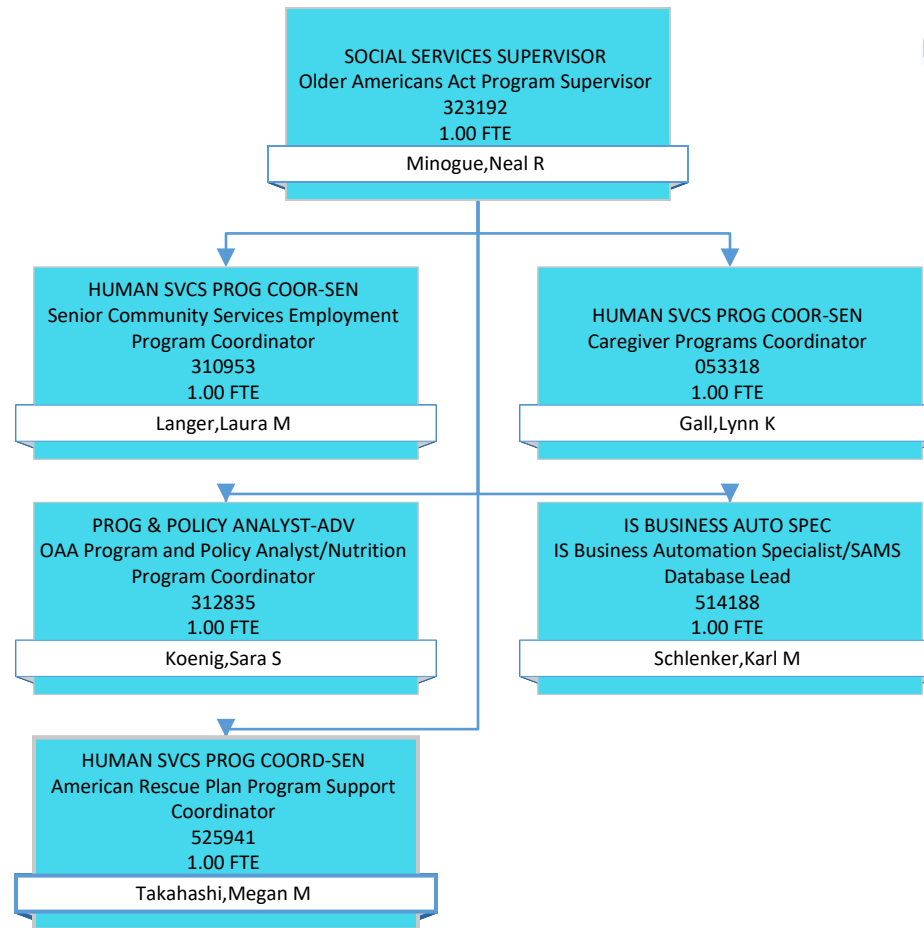 SOCIAL SERVICES SUPERVISOR
Older Americans Act Program Supervisor
323192
1.00 FTE
Minogue,Neal R
HUMAN SVCS PROG COOR-SEN
Senior Community Services Employment
Program Coordinator
310953
1.00 FTE
Langer,Laura M
HUMAN SVCS PROG COOR-SEN
Caregiver Programs Coordinator
053318
1.00 FTE
Gall,Lynn K
PROG & POLICY ANALYST-ADV
OAA Program and Policy Analyst/Nutrition
Program Coordinator
312835
1.00 FTE
Koenig,Sara S
IS BUSINESS AUTO SPEC
IS Business Automation Specialist/SAMS
Database Lead
514188
1.00 FTE
Schlenker,Karl M
HUMAN SVCS PROG COORD-SEN
American Rescue Plan Program Support
Coordinator
525941
1.00 FTE
Takahashi,Megan M